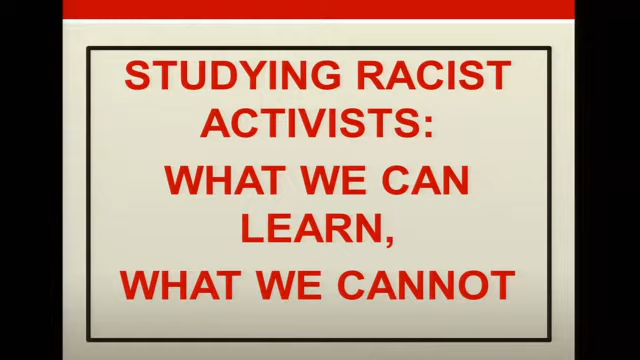 STUDYING RACIST
ACTIVISTS:
WHAT WE CAN
LEARN,
WHAT WE CANNOT